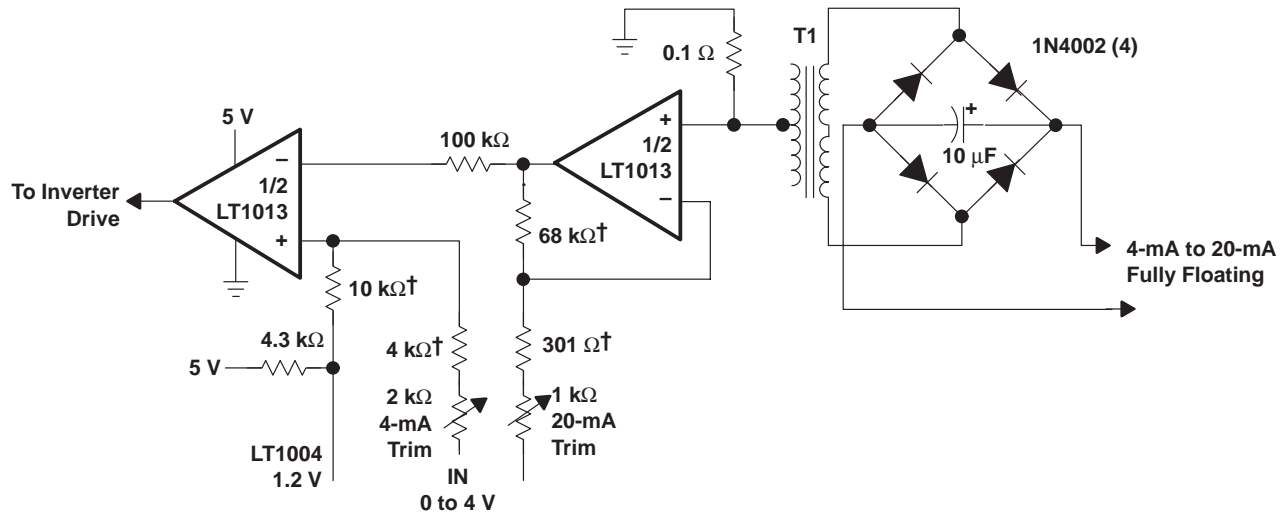 0.1 Ω
T1
1N4002 (4)
5 V
100 kΩ
+
1/2
LT1013
−
+
10 μF
−
1/2
LT1013
+
To Inverter
Drive
68 kΩ†
10 kΩ†
4-mA to 20-mA
Fully Floating
4.3 kΩ
5 V
4 kΩ†
301 Ω†
2 kΩ
4-mA
Trim
1 kΩ
20-mA
Trim
LT1004
1.2 V
IN
0 to 4 V